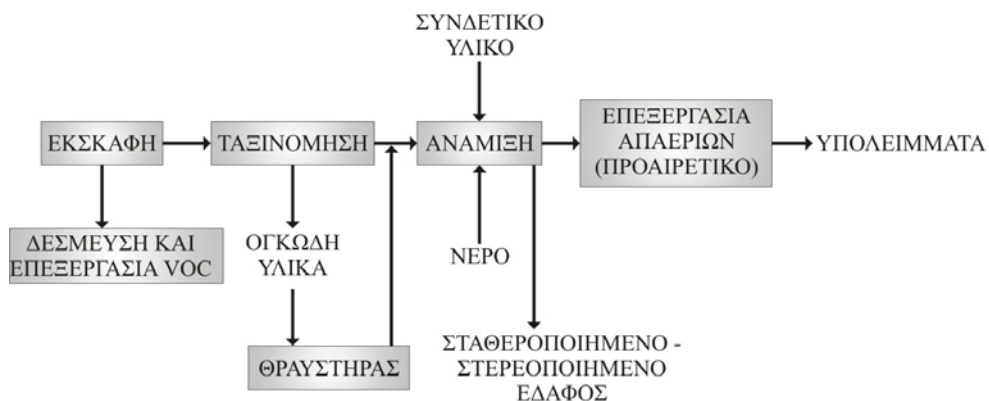 ΣΥΝΔΕΤΙΚΟ
ΥΛΙΚΟ
ΕΚΣΚΑΦΗ
ΤΑΞΙΝΟΜΗΣΗ
ΑΝΑΜΙΞΗ
ΕΠΕΞΕΡΓΑΣΙΑ
ΑΠΑΕΡΙΩΝ
(ΠΡΟΑΙΡΕΤΙΚΟ)
ΥΠΟΛΕΙΜΜΑΤΑ
ΔΕΣΜΕΥΣΗ ΚΑΙ
ΕΠΕΞΕΡΓΑΣΙΑ VOC
ΟΓΚΩΔΗ
ΥΛΙΚΑ
ΝΕΡΟ
ΘΡΑΥΣΤΗΡΑΣ
ΣΤΑΘΕΡΟΠΟΙΗΜΕΝΟ -
ΣΤΕΡΕΟΠΟΙΗΜΕΝΟ
ΕΔΑΦΟΣ